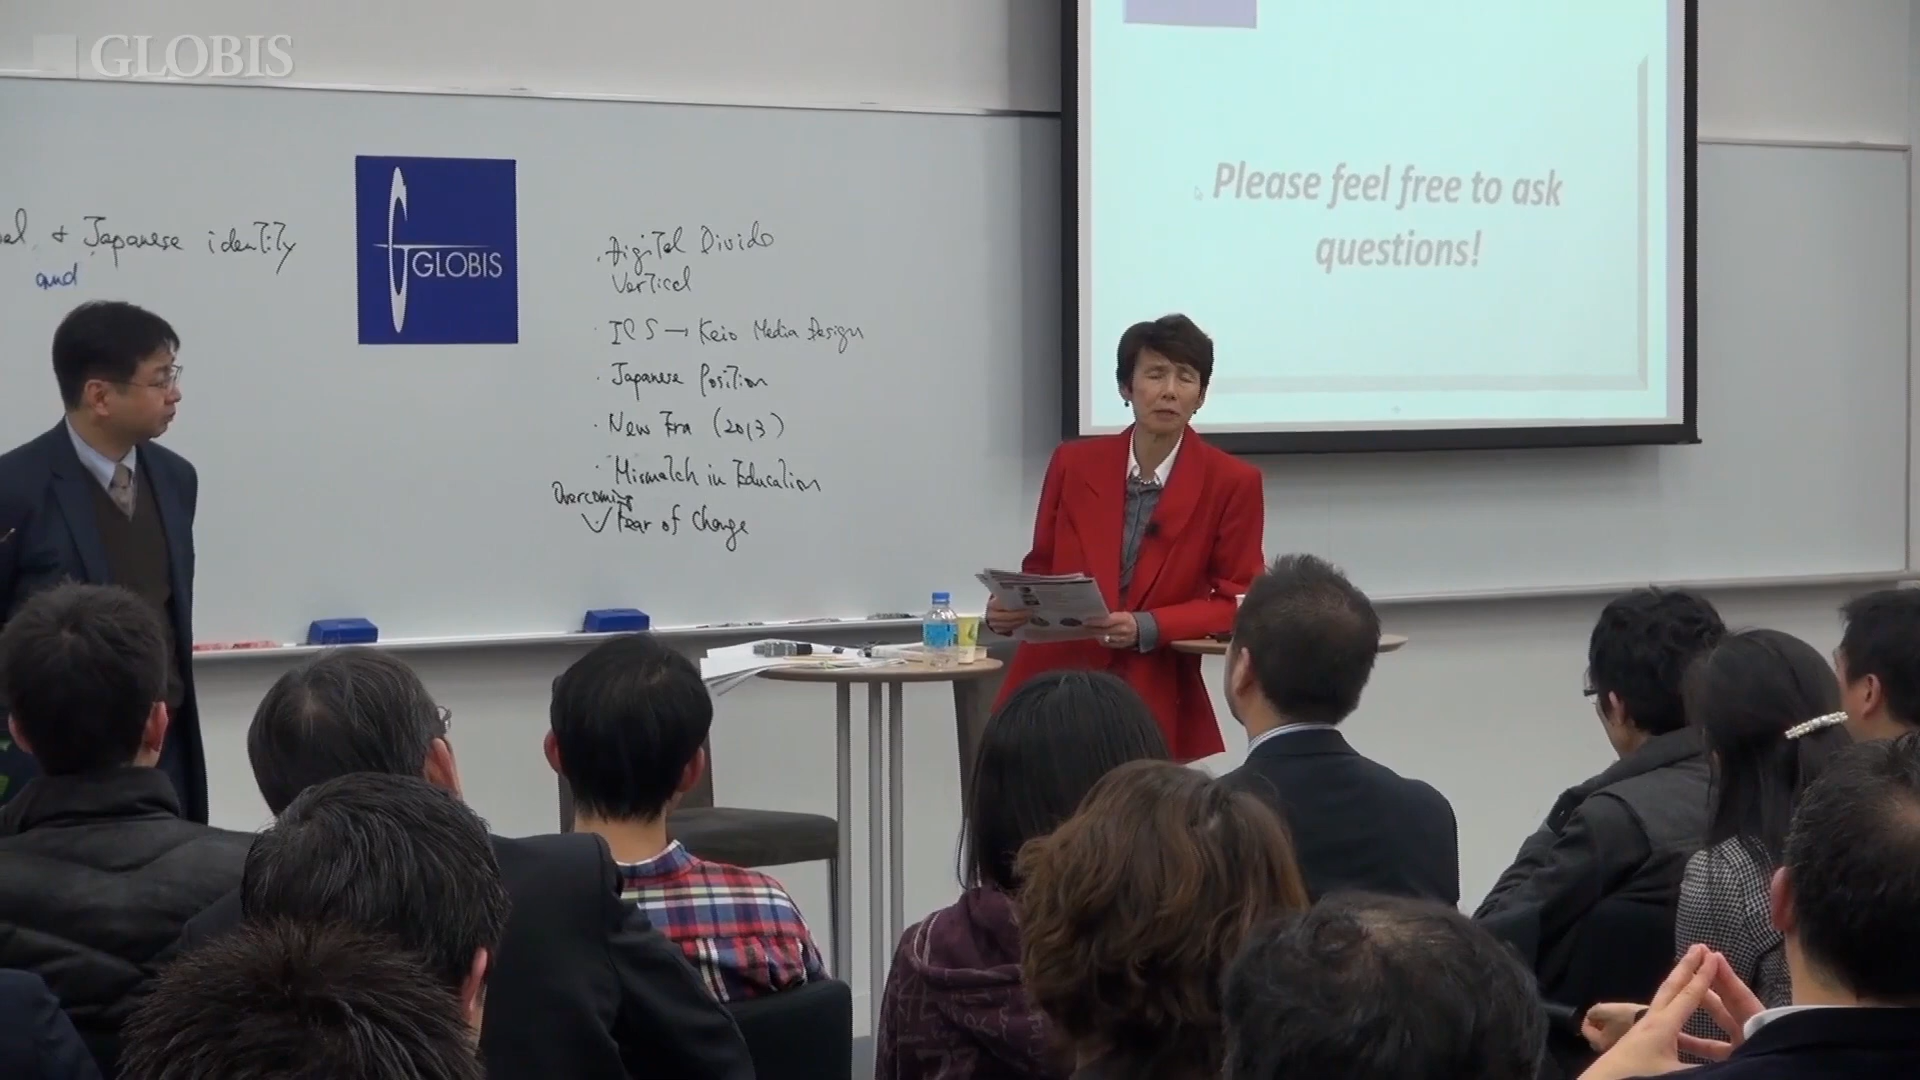 GLOBIS
& Japanese identity
and
GLOBIS
· Digital Divide
Vertical
· ICS → Keio Media Design
· Japanese Position
· New Era (2013)
· Mismatch in Education
Overcoming
· Fear of Change
Please feel free to ask
questions!